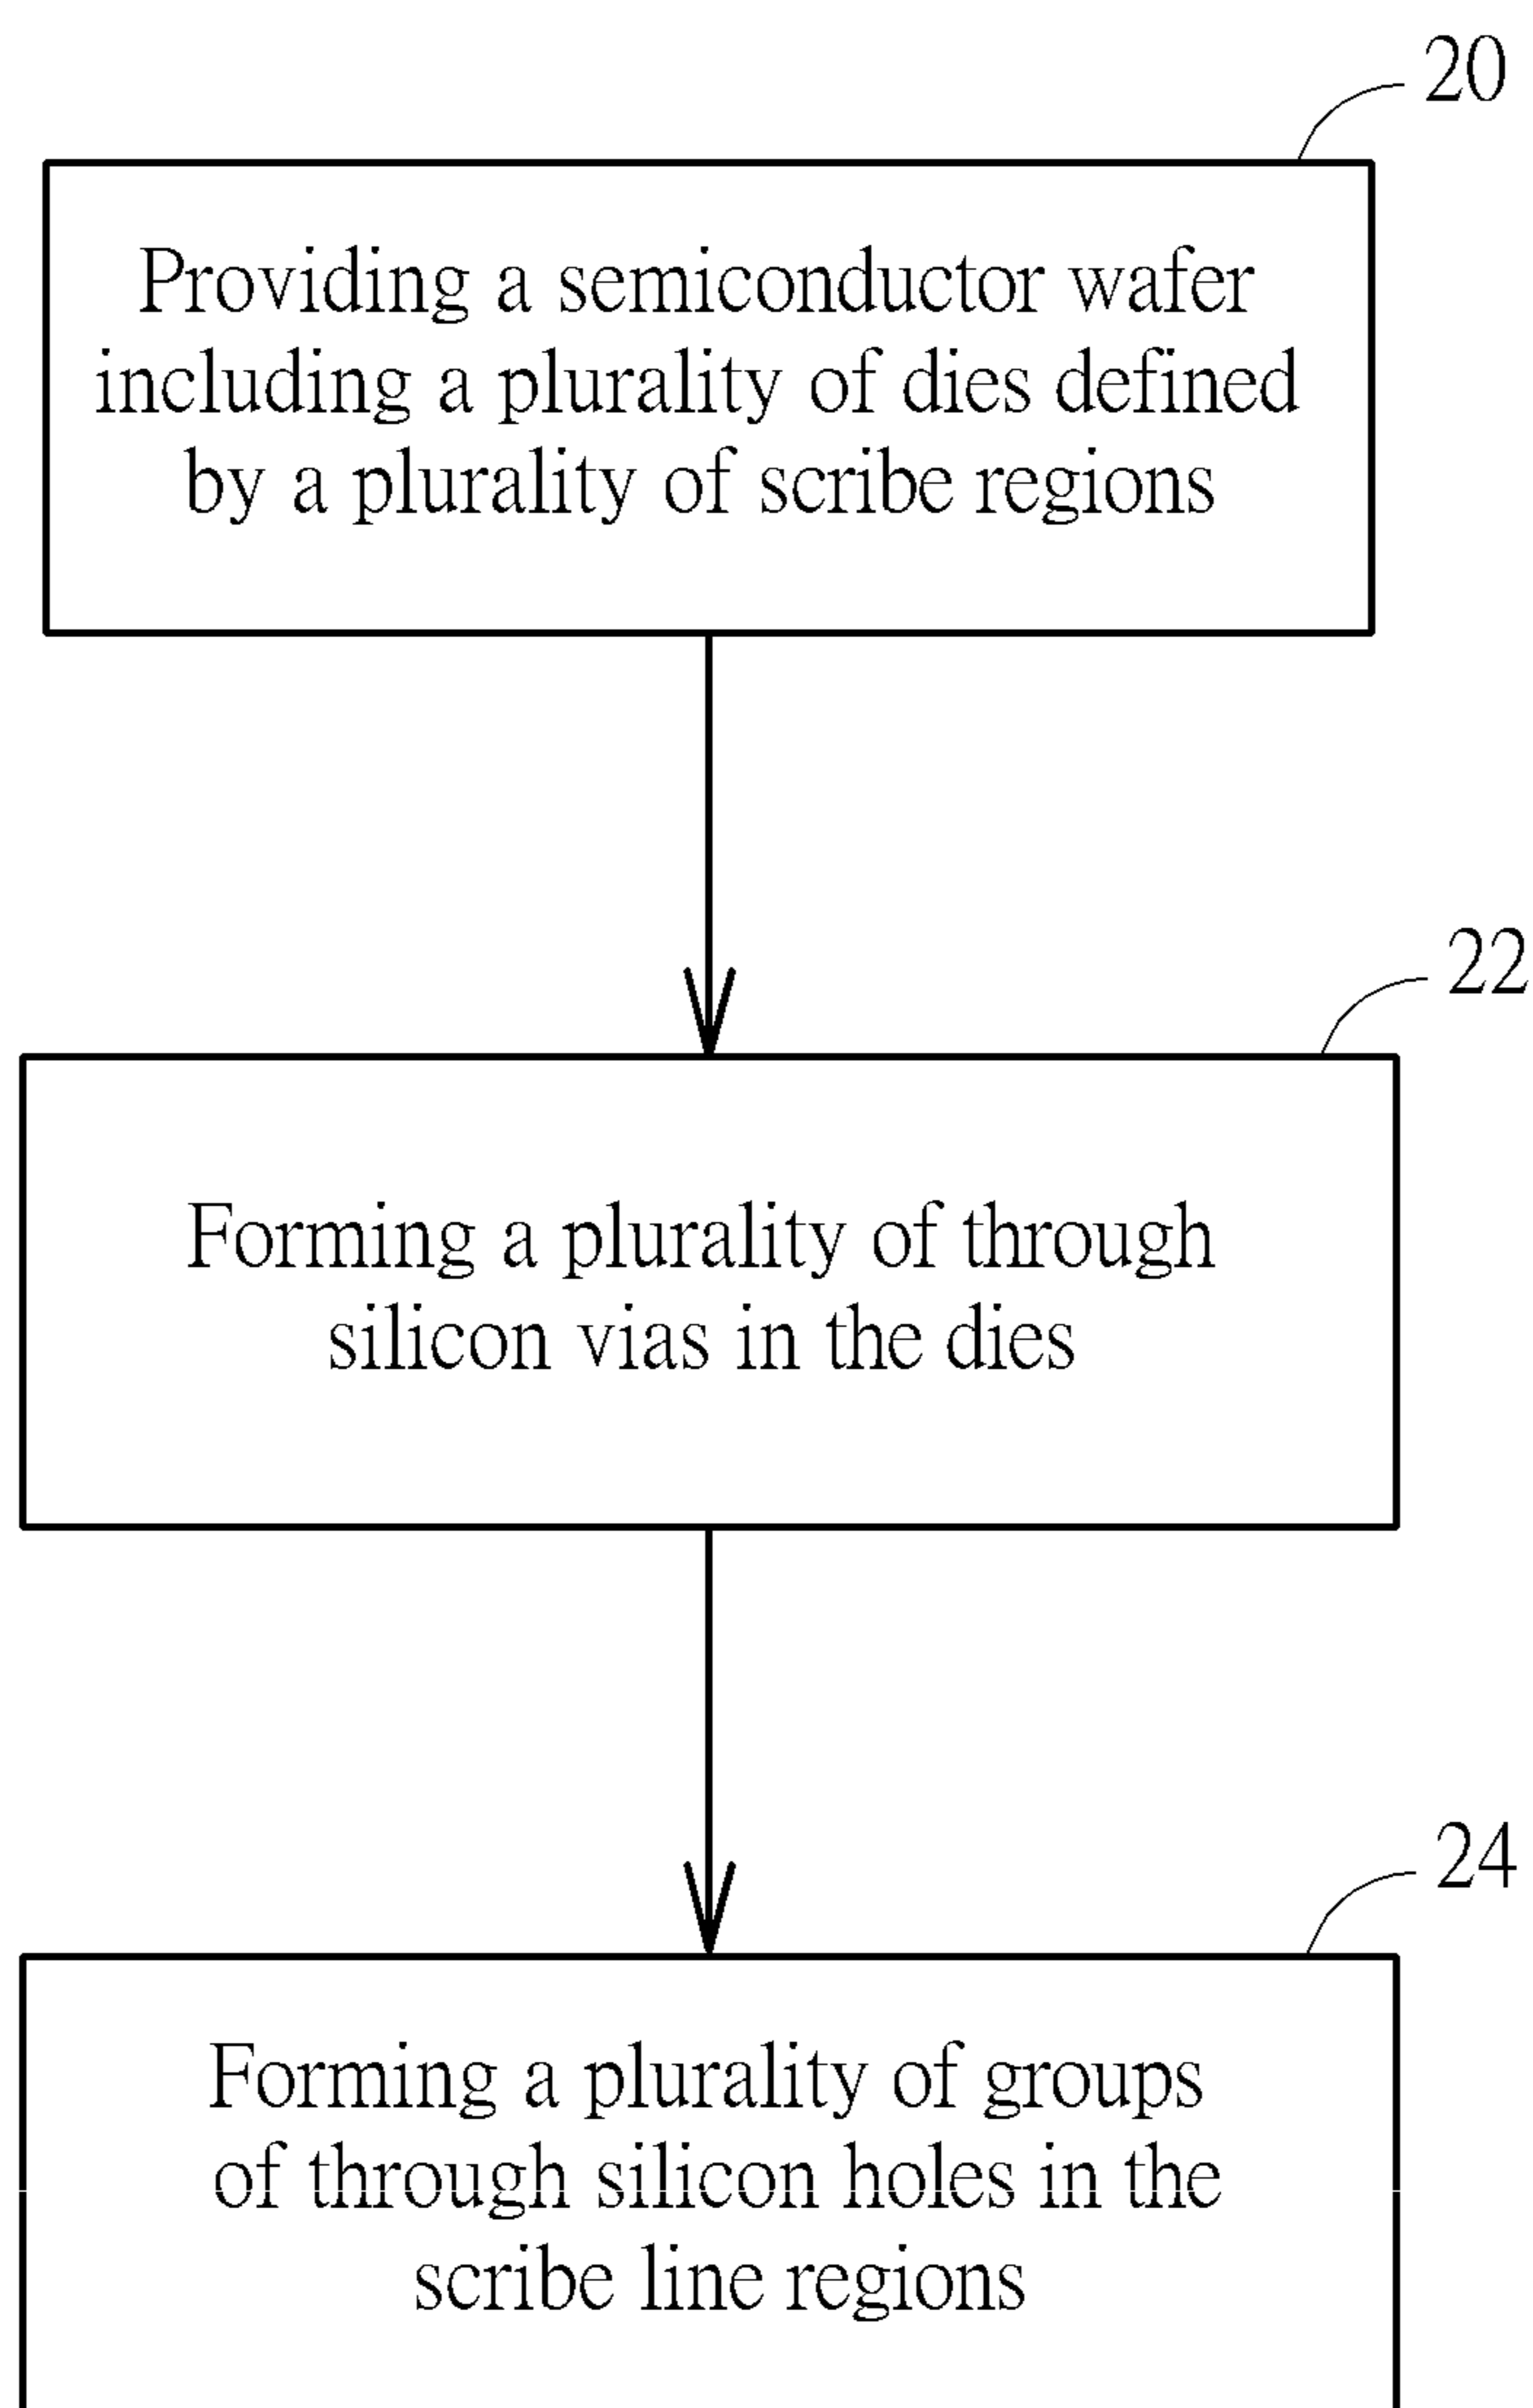 20
Providing a semiconductor wafer
including a plurality of dies defined
by a plurality of scribe regions
22
Forming a plurality of through
silicon vias in the dies
24
Forming a plurality of groups
of through silicon holes in the
scribe line regions